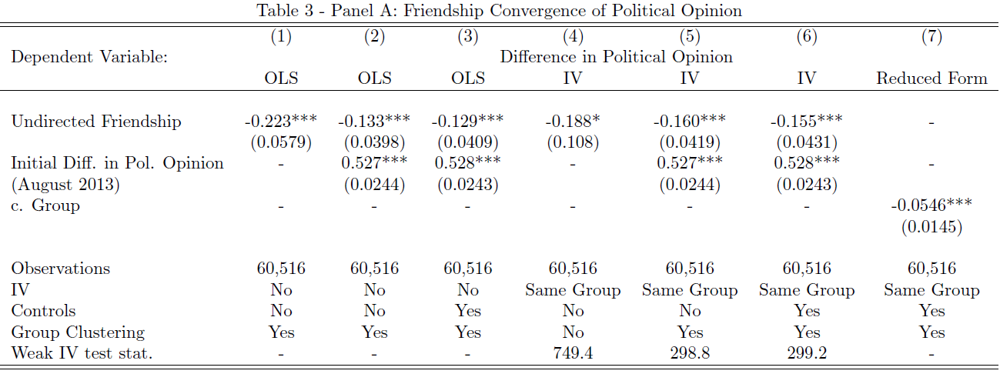 Table 3 - Panel A: Friendship Convergence of Political Opinion
(1) (2) (3) (4) (5) (6) (7)
Dependent Variable: Difference in Political Opinion
OLS OLS OLS IV IV IV Reduced Form
Undirected Friendship -0.223*** -0.133*** -0.129*** -0.188* -0.160*** -0.155*** -
(0.0579) (0.0398) (0.0409) (0.108) (0.0419) (0.0431)
Initial Diff. in Pol. Opinion - 0.527*** 0.528*** - 0.527*** 0.528*** -
(August 2013) (0.0244) (0.0243) (0.0244) (0.0243)
c. Group - - - - - - -0.0546***
(0.0145)
Observations 60,516 60,516 60,516 60,516 60,516 60,516 60,516
IV No No No Same Group Same Group Same Group Same Group
Controls No No Yes No No Yes Yes
Group Clustering Yes Yes Yes No Yes Yes Yes
Weak IV test stat. - - - 749.4 298.8 299.2 -